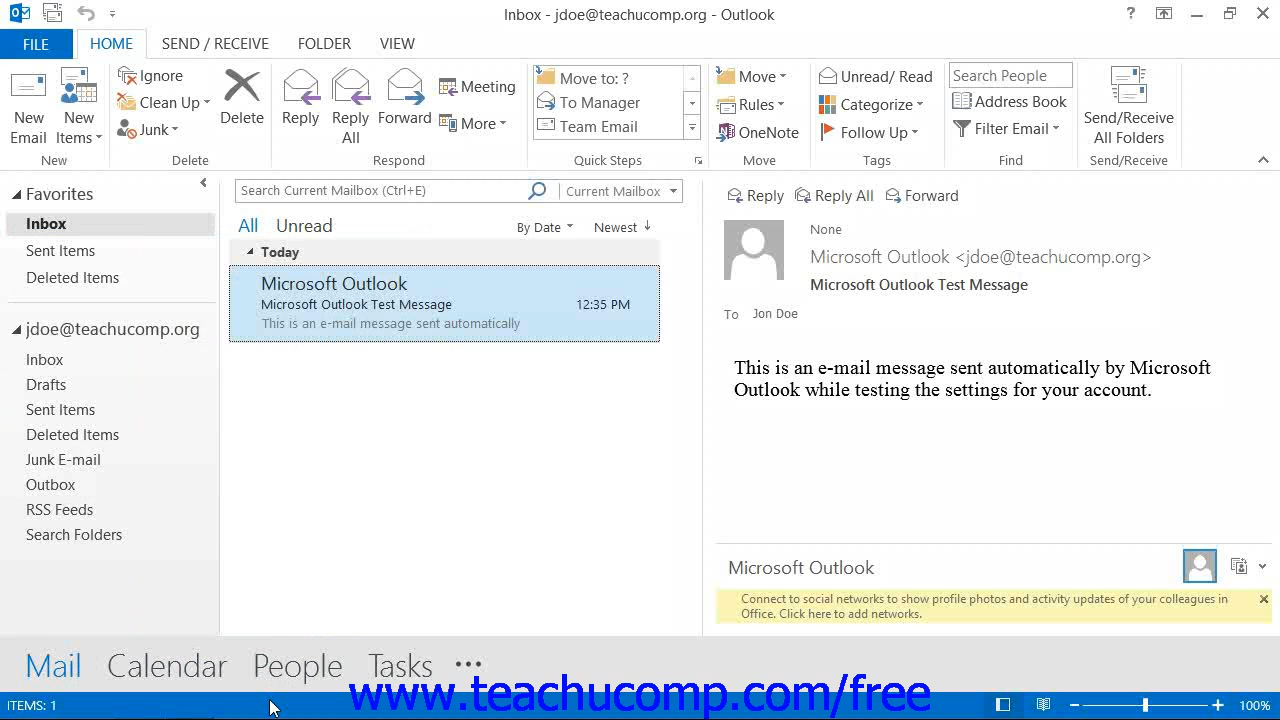 Inbox - jdoe@teachucomp.org - Outlook
?
FILE HOME SEND / RECEIVE FOLDER VIEW
New Email
New Items
New
Ignore
Clean Up
Junk
Delete
Delete
Reply
Reply All
Forward
Meeting
More
Respond
Move to: ?
To Manager
Team Email
Quick Steps
Move
Rules
OneNote
Move
Unread/ Read
Categorize
Follow Up
Tags
Search People
Address Book
Filter Email
Find
Send/Receive
All Folders
Send/Receive
Favorites
Inbox
Sent Items
Deleted Items
jdoe@teachucomp.org
Inbox
Drafts
Sent Items
Deleted Items
Junk E-mail
Outbox
RSS Feeds
Search Folders
Search Current Mailbox (Ctrl+E) Current Mailbox
All Unread By Date Newest
Today
Microsoft Outlook
Microsoft Outlook Test Message 12:35 PM
This is an e-mail message sent automatically
Reply Reply All Forward
None
Microsoft Outlook <jdoe@teachucomp.org>
Microsoft Outlook Test Message
To Jon Doe
This is an e-mail message sent automatically by Microsoft
Outlook while testing the settings for your account.
Microsoft Outlook
Connect to social networks to show profile photos and activity updates of your colleagues in
Office. Click here to add networks.
Mail Calendar People Tasks •••
www.teachucomp.com/free
ITEMS: 1 100%